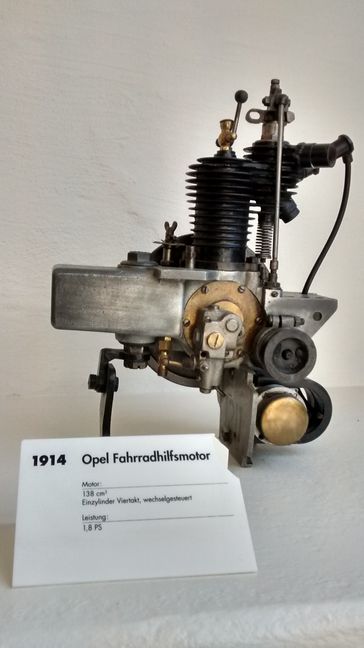 1914 Opel Fahrradhilfsmotor
Motor:
138 cm³
Einzylinder Viertakt, wechselgesteuert
Leistung:
1,8 PS